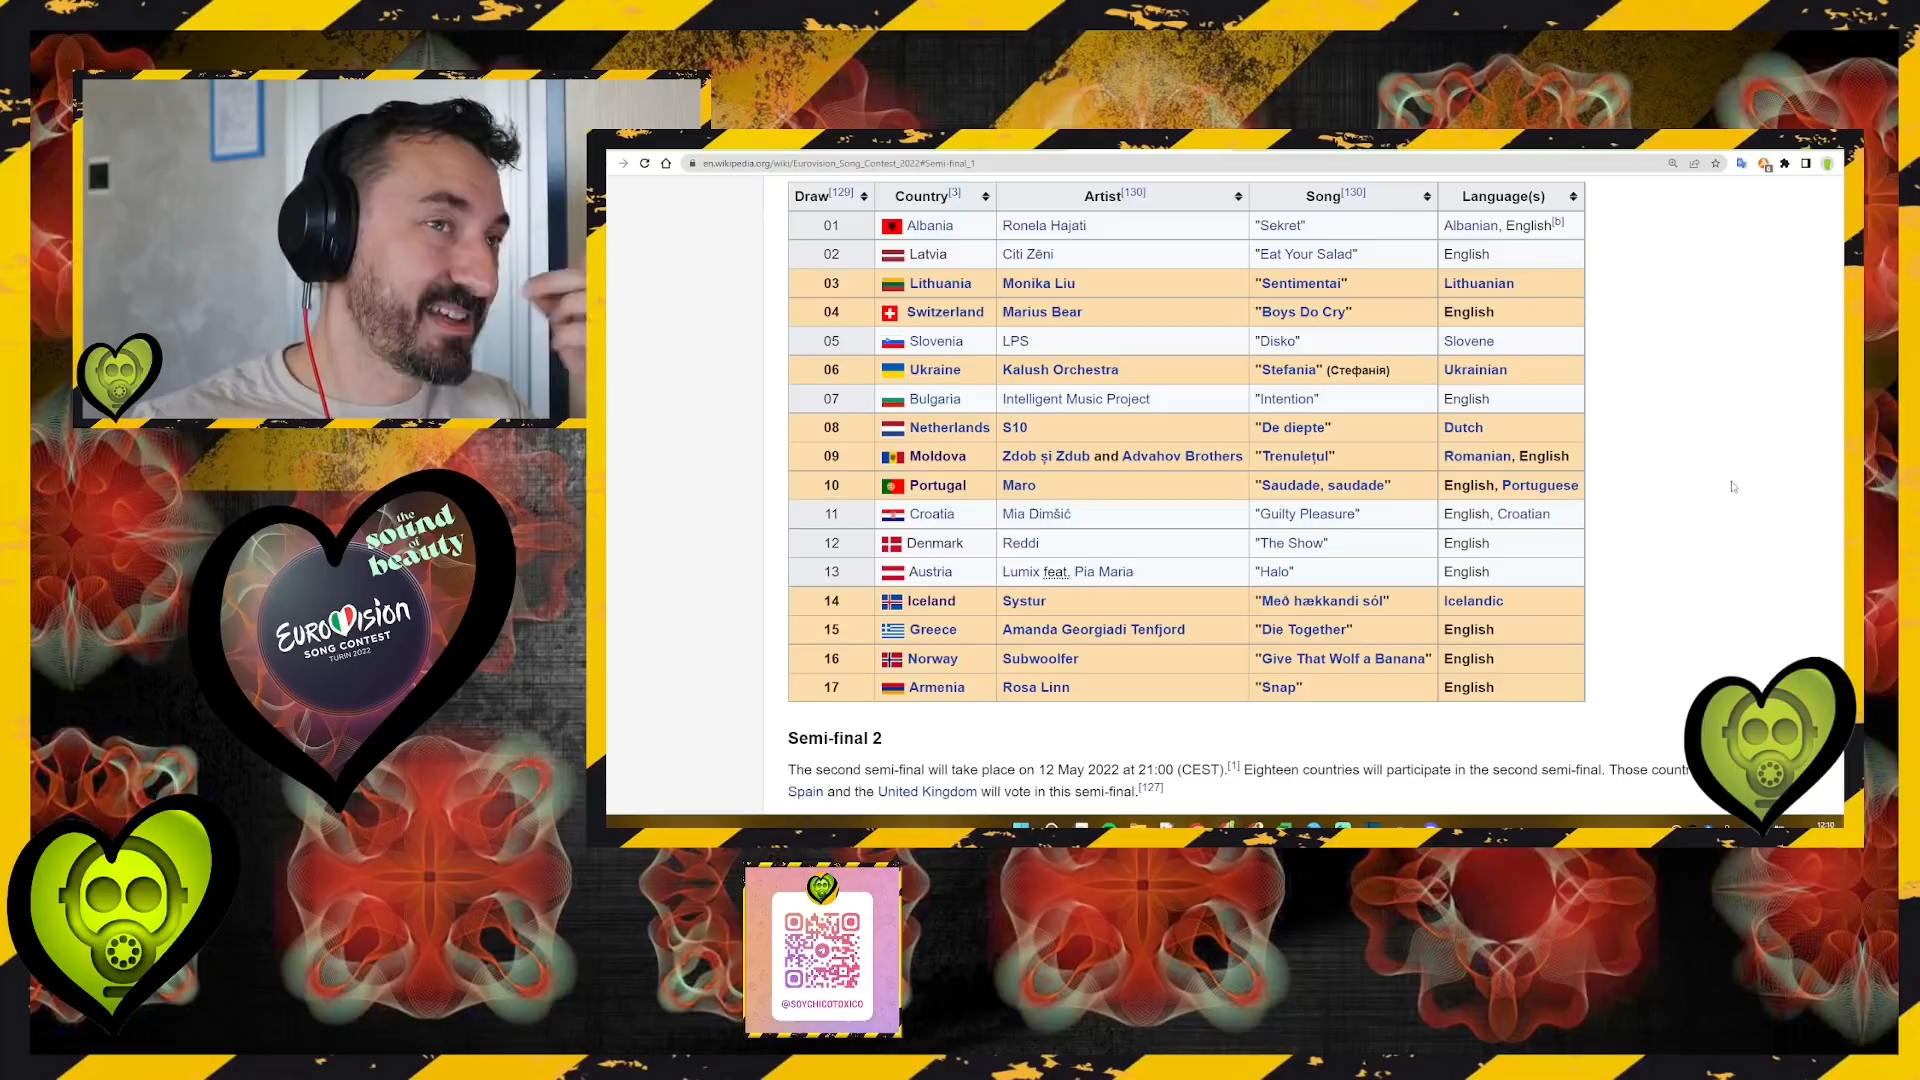 en.wikipedia.org/wiki/Eurovision_Song_Contest_2022#Semi-final_1
Draw[129] Country[3] Artist[130] Song[130] Language(s)
01 Albania Ronela Hajati "Sekret" Albanian, English[b]
02 Latvia Citi Zēni "Eat Your Salad" English
03 Lithuania Monika Liu "Sentimentai" Lithuanian
04 Switzerland Marius Bear "Boys Do Cry" English
05 Slovenia LPS "Disko" Slovene
06 Ukraine Kalush Orchestra "Stefania" (Стефанія) Ukrainian
07 Bulgaria Intelligent Music Project "Intention" English
08 Netherlands S10 "De diepte" Dutch
09 Moldova Zdob și Zdub and Advahov Brothers "Trenulețul" Romanian, English
10 Portugal Maro "Saudade, saudade" English, Portuguese
11 Croatia Mia Dimšić "Guilty Pleasure" English, Croatian
12 Denmark Reddi "The Show" English
13 Austria Lumix feat. Pia Maria "Halo" English
14 Iceland Systur "Með hækkandi sól" Icelandic
15 Greece Amanda Georgiadi Tenfjord "Die Together" English
16 Norway Subwoolfer "Give That Wolf a Banana" English
17 Armenia Rosa Linn "Snap" English
Semi-final 2
The second semi-final will take place on 12 May 2022 at 21:00 (CEST).[1] Eighteen countries will participate in the second semi-final. Those
Spain and the United Kingdom will vote in this semi-final.[127]
12:10
the
sound
of
beauty
EUROVISION
SONG CONTEST
TURIN 2022
@SOYCHICOTOXICO